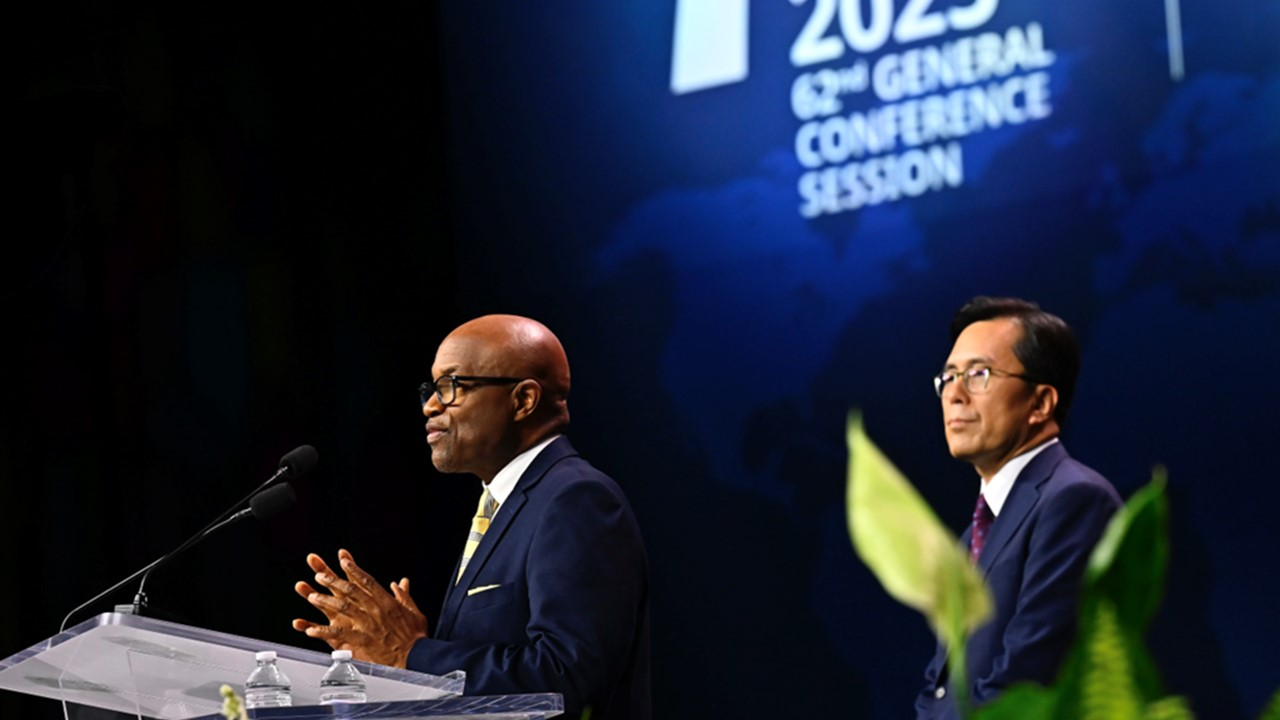 2025
62nd GENERAL
CONFERENCE
SESSION